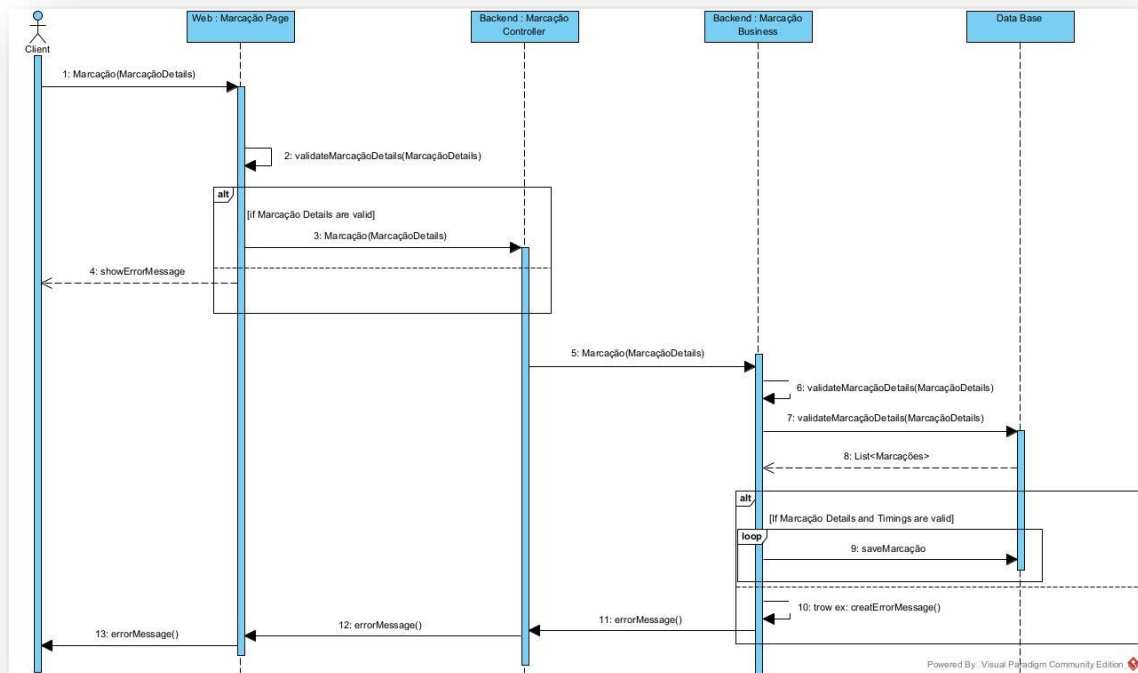 Client
Web : Marcação Page
Backend : Marcação
Controller
Backend : Marcação
Business
Data Base
1: Marcação(MarcaçãoDetails)
2: validateMarcaçãoDetails(MarcaçãoDetails)
alt
[if Marcação Details are valid]
3: Marcação(MarcaçãoDetails)
4: showErrorMessage
5: Marcação(MarcaçãoDetails)
6: validateMarcaçãoDetails(MarcaçãoDetails)
7: validateMarcaçãoDetails(MarcaçãoDetails)
8: List<Marcações>
alt
[If Marcação Details and Timings are valid]
loop
9: saveMarcação
10: trow ex: creatErrorMessage()
11: errorMessage()
12: errorMessage()
13: errorMessage()
Powered By: Visual Paradigm Community Edition